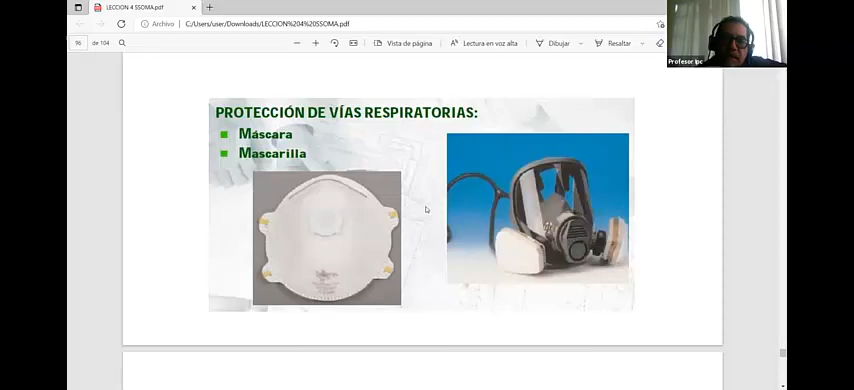 LECCION 4 SSOMA.pdf
Archivo
C:/Users/user/Downloads/LECCION%204%20SSOMA.pdf
96 de 104
Vista de página
Lectura en voz alta
Dibujar
Resaltar
Profesor Ipc
PROTECCIÓN DE VÍAS RESPIRATORIAS:
Máscara
Mascarilla